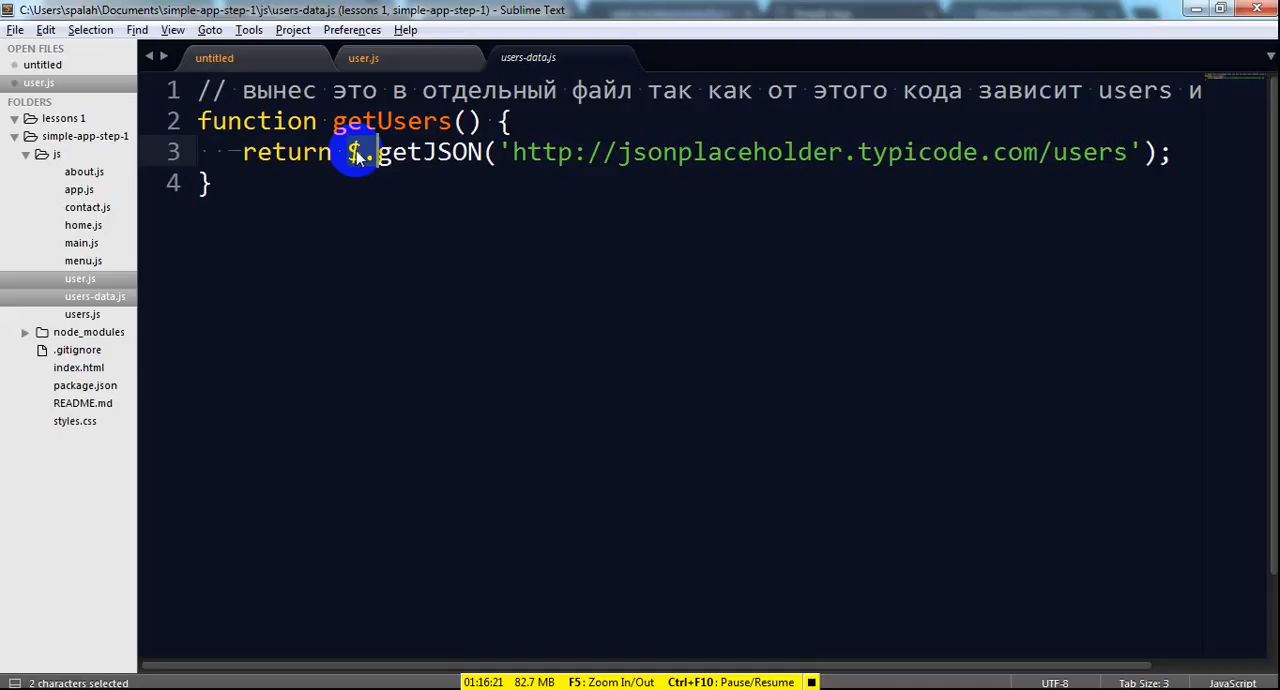 C:\Users\spalah\Documents\simple-app-step-1\js\users-data.js (lessons 1, simple-app-step-1) - Sublime Text
File Edit Selection Find View Goto Tools Project Preferences Help
OPEN FILES
untitled
user.js
FOLDERS
lessons 1
simple-app-step-1
js
about.js
app.js
contact.js
home.js
main.js
menu.js
user.js
users-data.js
users.js
node_modules
.gitignore
index.html
package.json
README.md
styles.css
untitled user.js users-data.js
1 // вынес это в отдельный файл так как от этого кода зависит users и
2 function getUsers() {
3 return $.getJSON('http://jsonplaceholder.typicode.com/users');
4 }
2 characters selected
01:16:21 82.7 MB F5: Zoom In/Out Ctrl+F10: Pause/Resume
UTF-8 Tab Size: 3 JavaScript